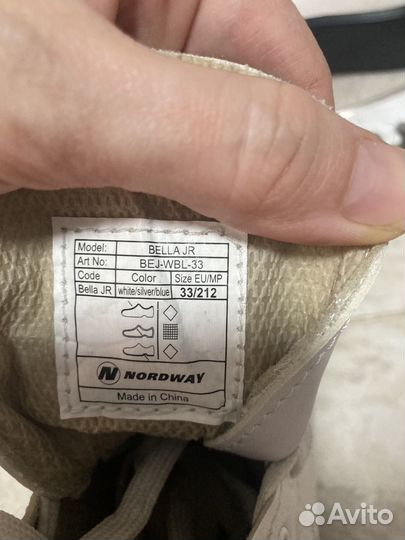 Model: BELLA JR
Art No: BEJ-WBL-33
Code Color Size EU/MP
Bella JR white/silver/blue 33/212
N NORDWAY
Made in China
Avito